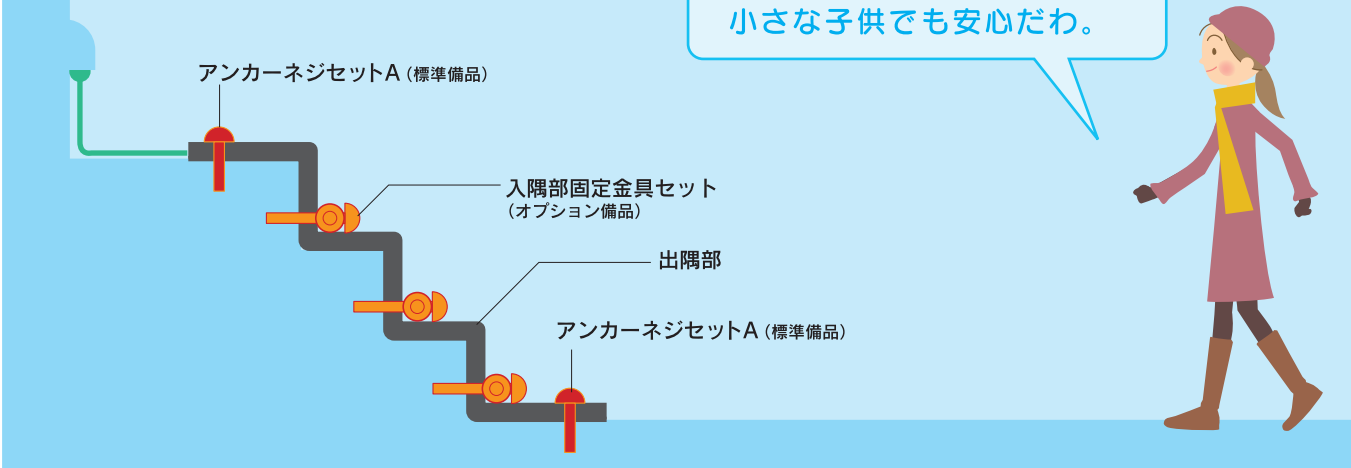 小さな子供でも安心だわ。
アンカーネジセットA（標準備品）
入隅部固定金具セット
（オプション備品）
出隅部
アンカーネジセットA（標準備品）